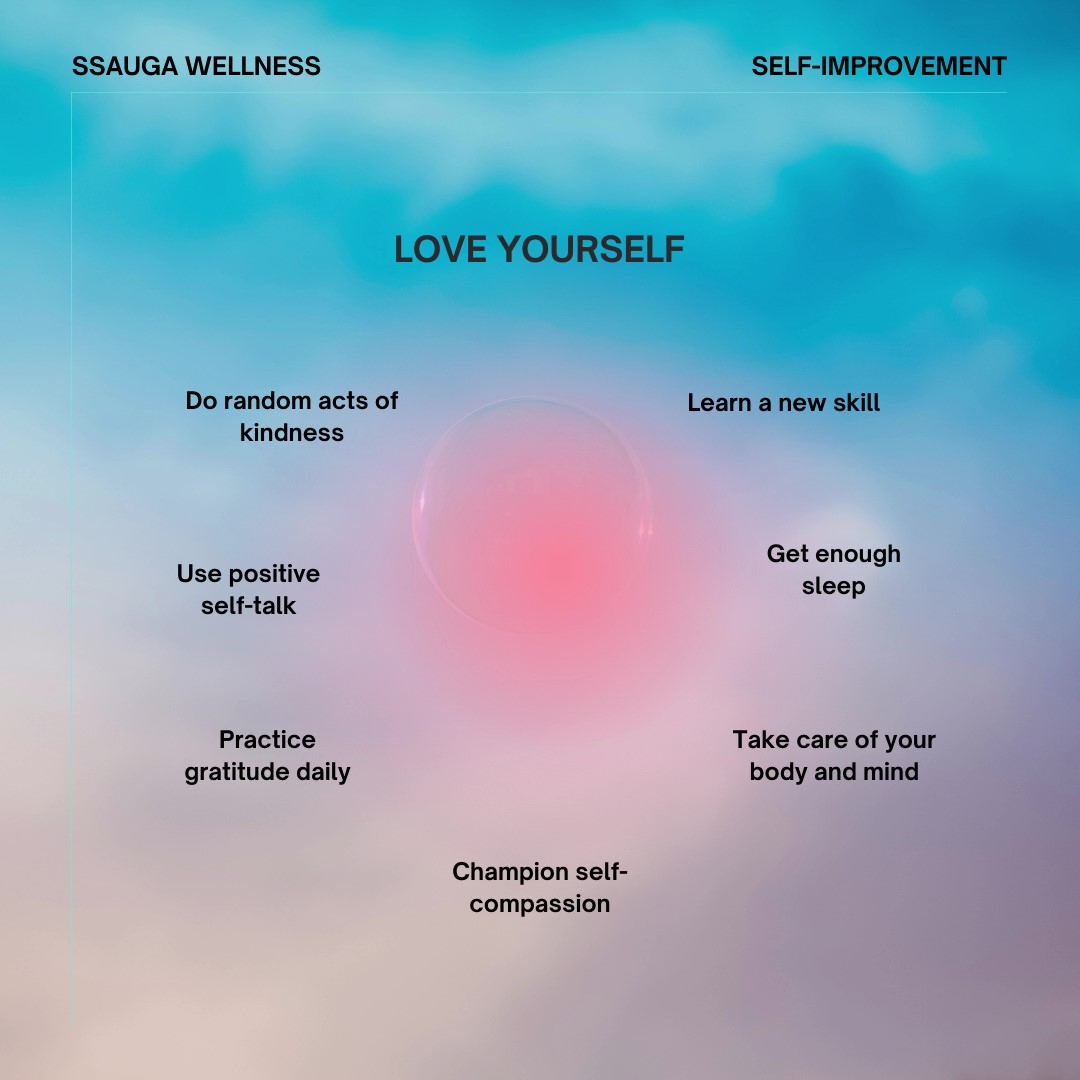 SSAUGA WELLNESS
SELF-IMPROVEMENT
LOVE YOURSELF
Do random acts of
kindness
Learn a new skill
Use positive
self-talk
Get enough
sleep
Practice
gratitude daily
Take care of your
body and mind
Champion self-
compassion